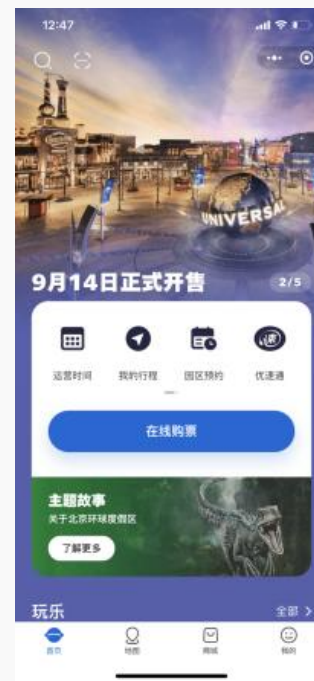 12:47
UNIVERSAL
9月14日正式开售
2/5
运营时间
我的行程
园区预约
优速通
在线购票
主题故事
关于北京环球度假区
了解更多
玩乐
全部
首页
地图
商城
我的